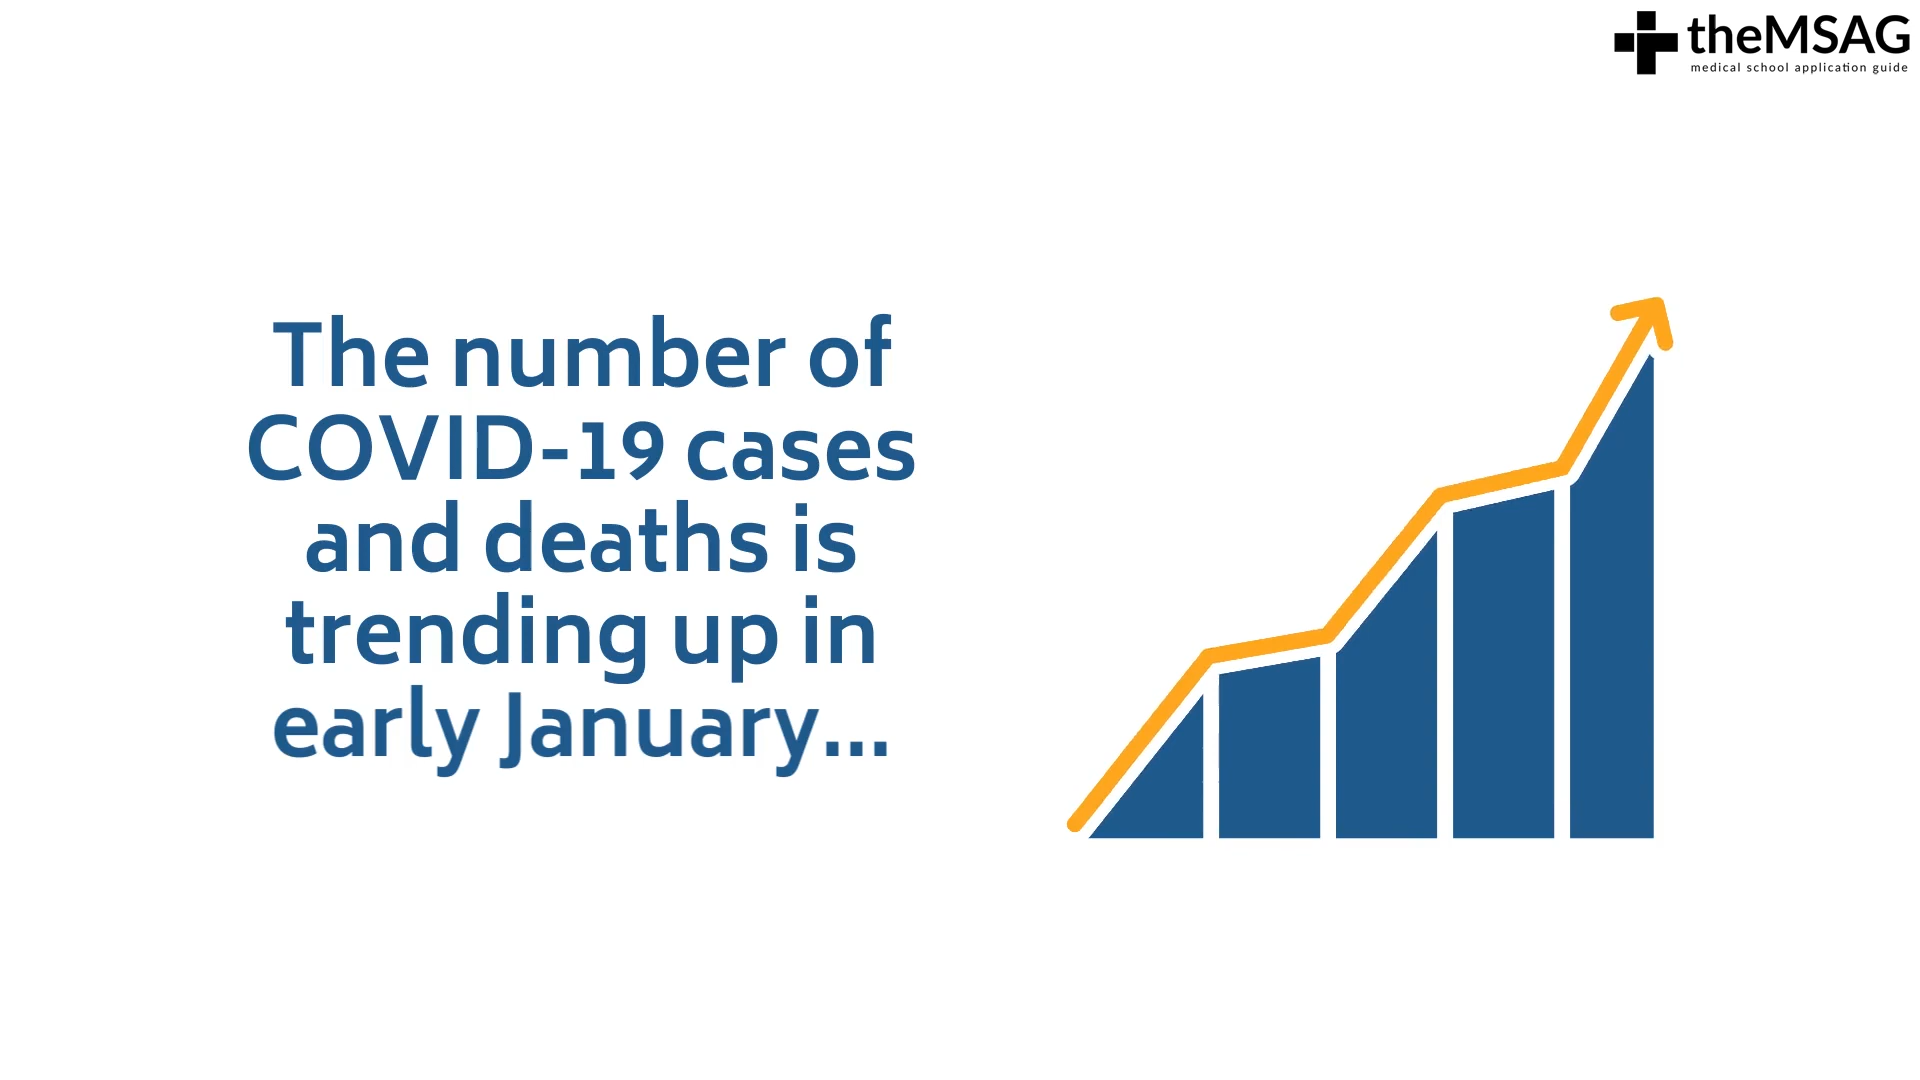 theMSAG
medical school application guide
The number of
COVID-19 cases
and deaths is
trending up in
early January...